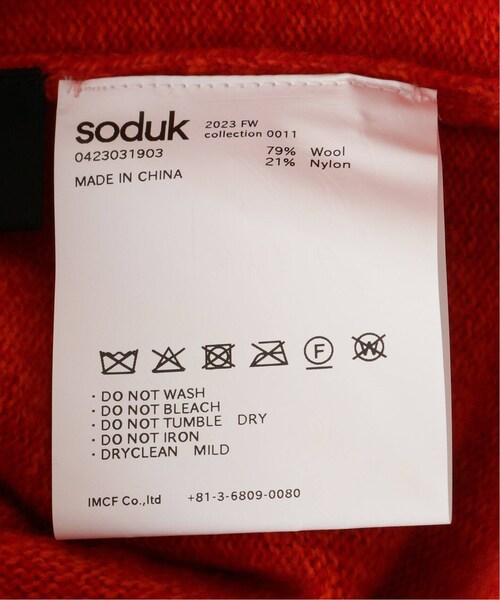 soduk 2023 FW
collection 0011
0423031903 79% Wool
21% Nylon
MADE IN CHINA
F W
· DO NOT WASH
· DO NOT BLEACH
· DO NOT TUMBLE DRY
· DO NOT IRON
· DRYCLEAN MILD
IMCF Co.,ltd +81-3-6809-0080